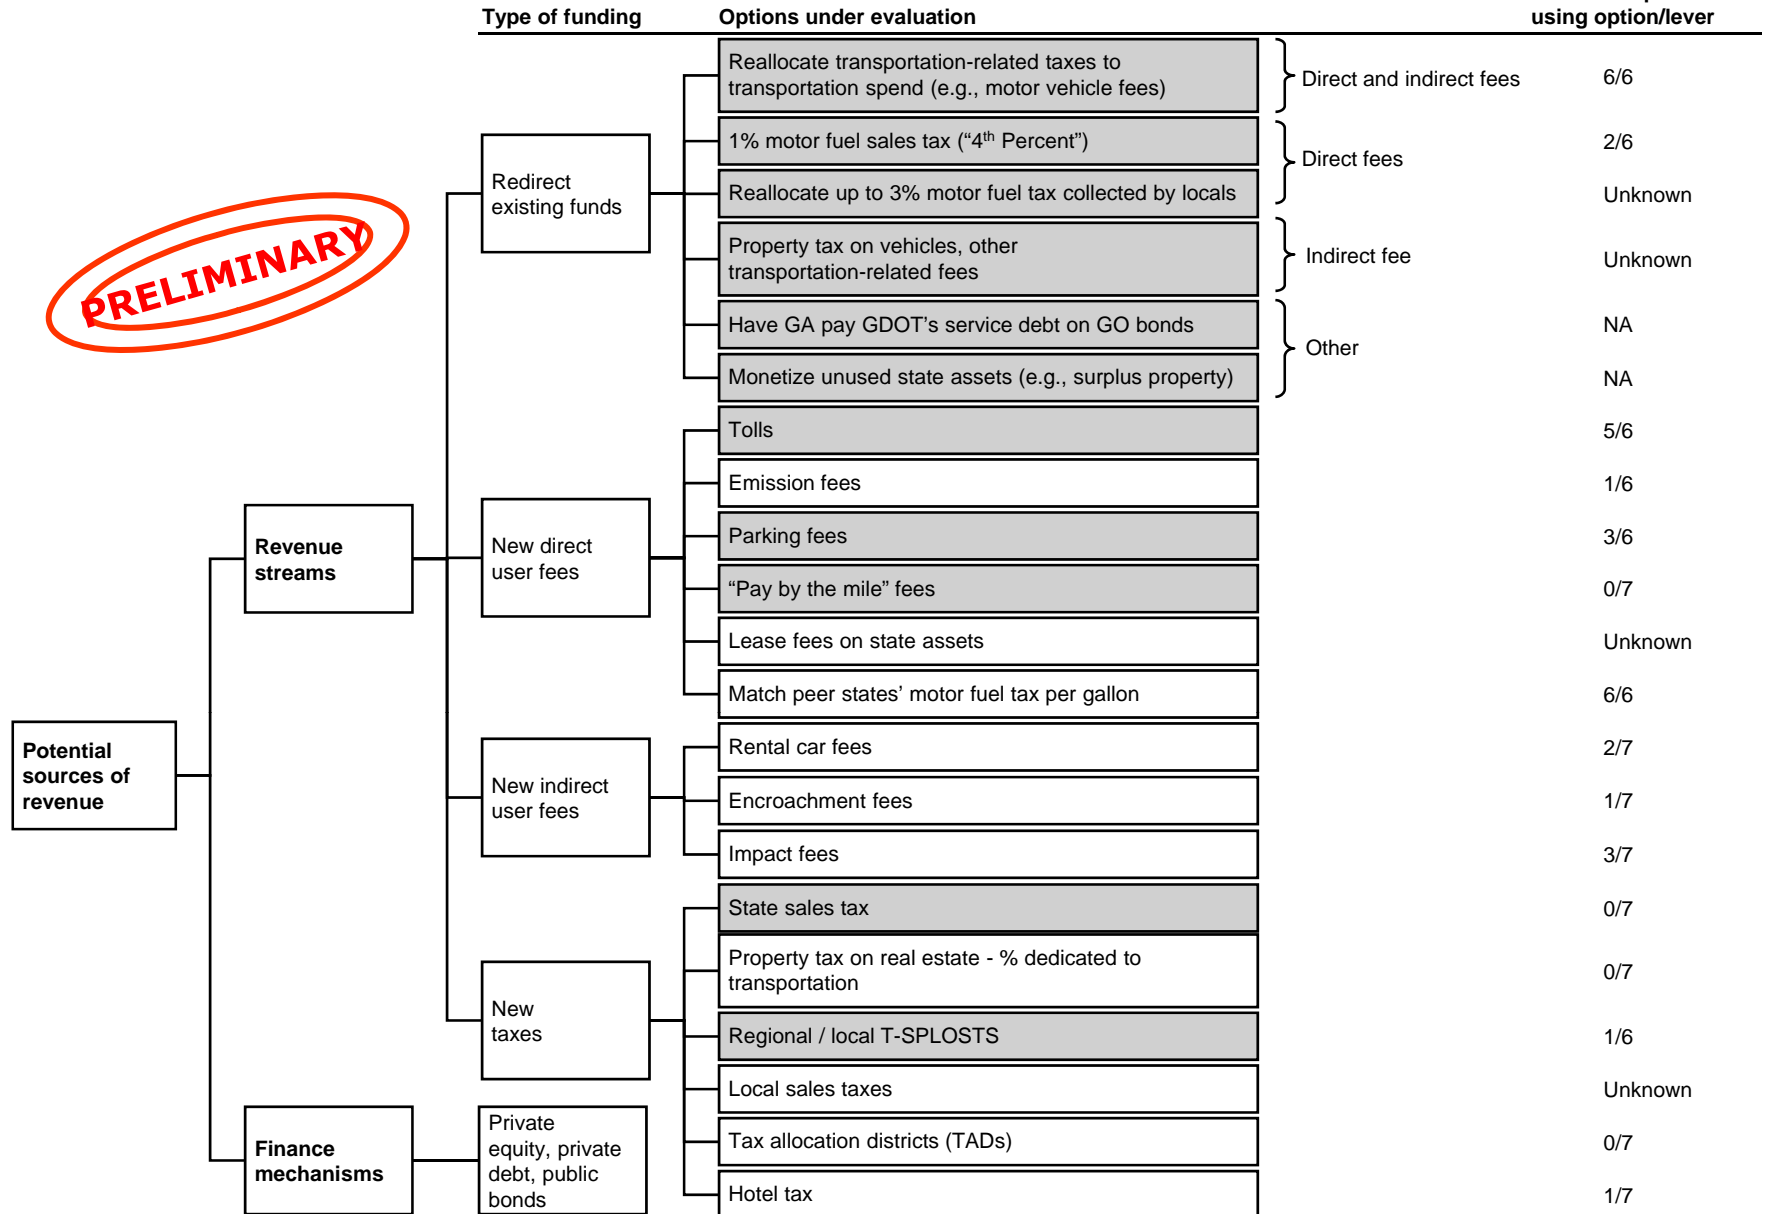 Type of funding
Options under evaluation
using option/lever
Reallocate transportation-related taxes to
transportation spend (e.g., motor vehicle fees)
Direct and indirect fees
6/6
1% motor fuel sales tax (“4th Percent”)
2/6
Direct fees
Redirect
existing funds
Reallocate up to 3% motor fuel tax collected by locals
Unknown
Property tax on vehicles, other
transportation-related fees
Indirect fee
Unknown
PRELIMINARY
Have GA pay GDOT’s service debt on GO bonds
NA
Other
Monetize unused state assets (e.g., surplus property)
NA
Tolls
5/6
Emission fees
1/6
Revenue
streams
New direct
user fees
Parking fees
3/6
“Pay by the mile” fees
0/7
Lease fees on state assets
Unknown
Match peer states’ motor fuel tax per gallon
6/6
Potential
sources of
revenue
Rental car fees
2/7
New indirect
user fees
Encroachment fees
1/7
Impact fees
3/7
State sales tax
0/7
Property tax on real estate - % dedicated to
transportation
0/7
New
taxes
Regional / local T-SPLOSTS
1/6
Local sales taxes
Unknown
Finance
mechanisms
Private
equity, private
debt, public
bonds
Tax allocation districts (TADs)
0/7
Hotel tax
1/7